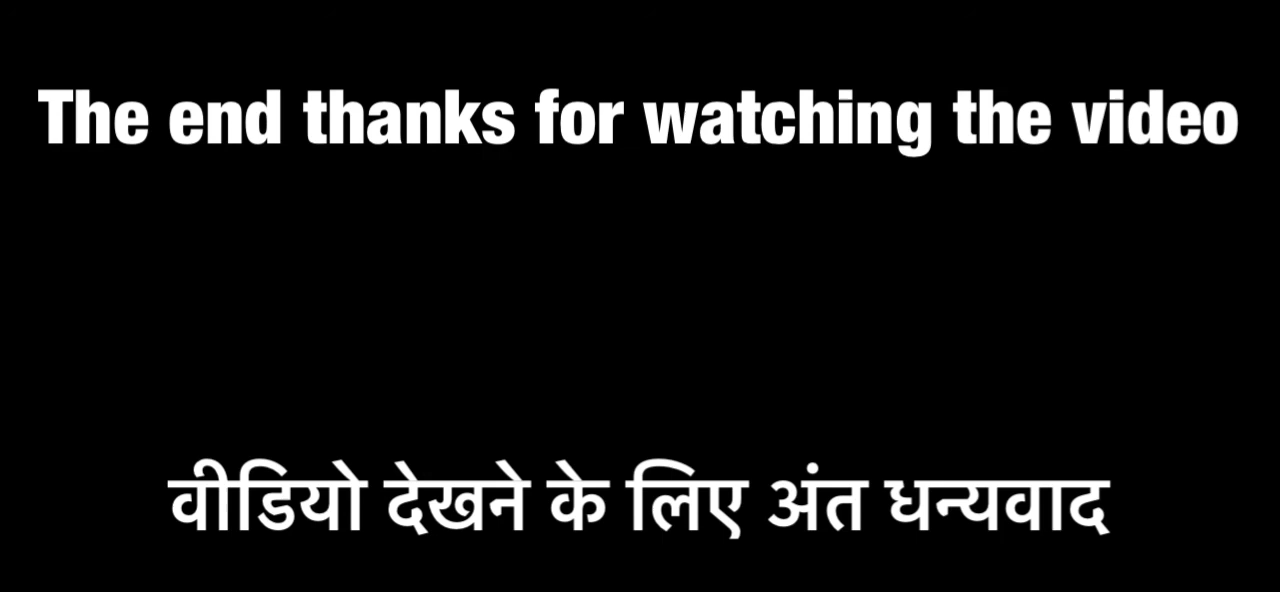 The end thanks for watching the video
वीडियो देखने के लिए अंत धन्यवाद